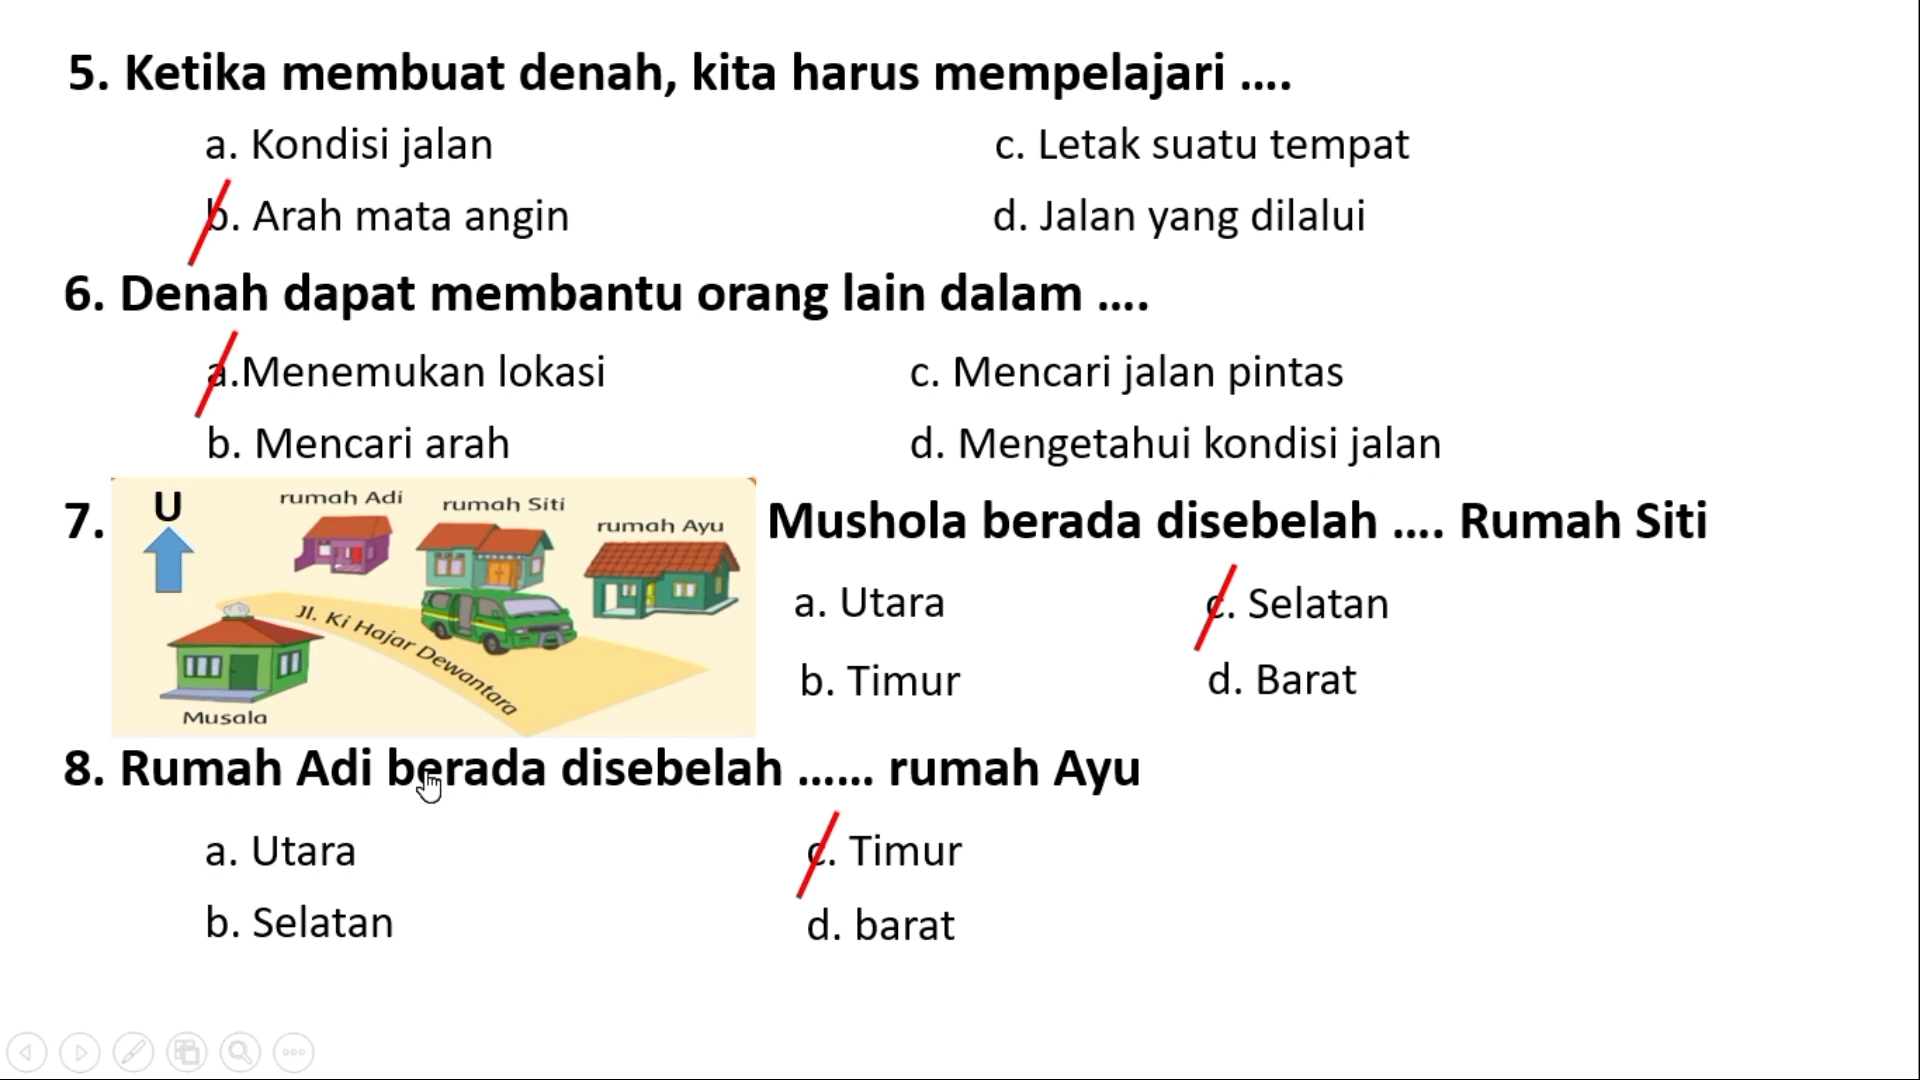 5. Ketika membuat denah, kita harus mempelajari ....
a. Kondisi jalan
c. Letak suatu tempat
b. Arah mata angin
d. Jalan yang dilalui
6. Denah dapat membantu orang lain dalam ....
a.Menemukan lokasi
c. Mencari jalan pintas
b. Mencari arah
d. Mengetahui kondisi jalan
7.
U
rumah Adi
rumah Siti
rumah Ayu
Jl. Ki Hajar Dewantara
Musala
Mushola berada disebelah .... Rumah Siti
a. Utara
c. Selatan
b. Timur
d. Barat
8. Rumah Adi berada disebelah ...... rumah Ayu
a. Utara
c. Timur
b. Selatan
d. barat